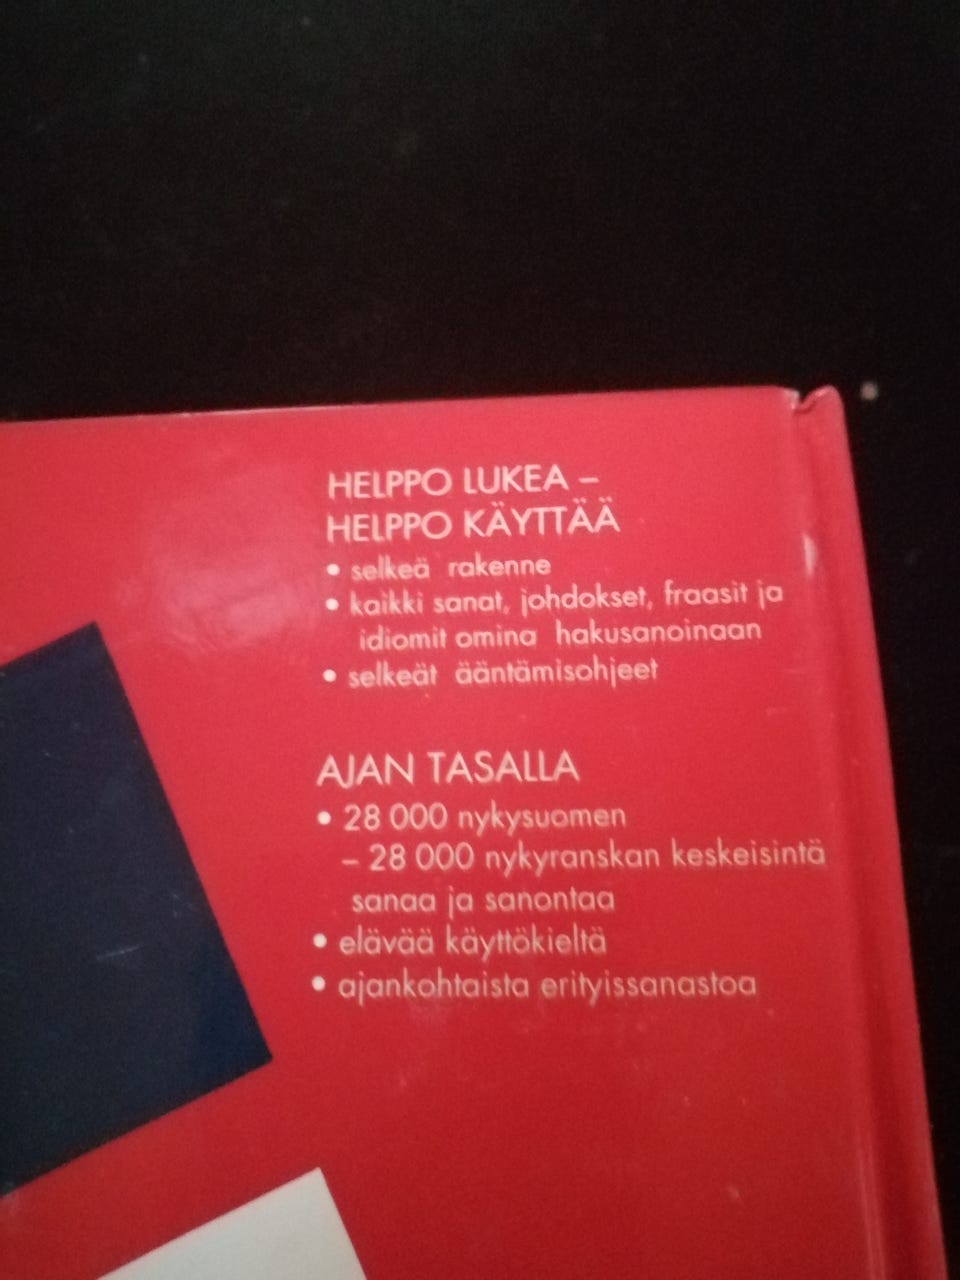 HELPPO LUKEA –
HELPPO KÄYTTÄÄ
• selkeä rakenne
• kaikki sanat, johdokset, fraasit ja
idiomit omina hakusanoinaan
• selkeät ääntämisohjeet
AJAN TASALLA
• 28 000 nykysuomen
– 28 000 nykyranskan keskeisintä
sanaa ja sanontaa
• elävää käyttökieltä
• ajankohtaista erityissanastoa